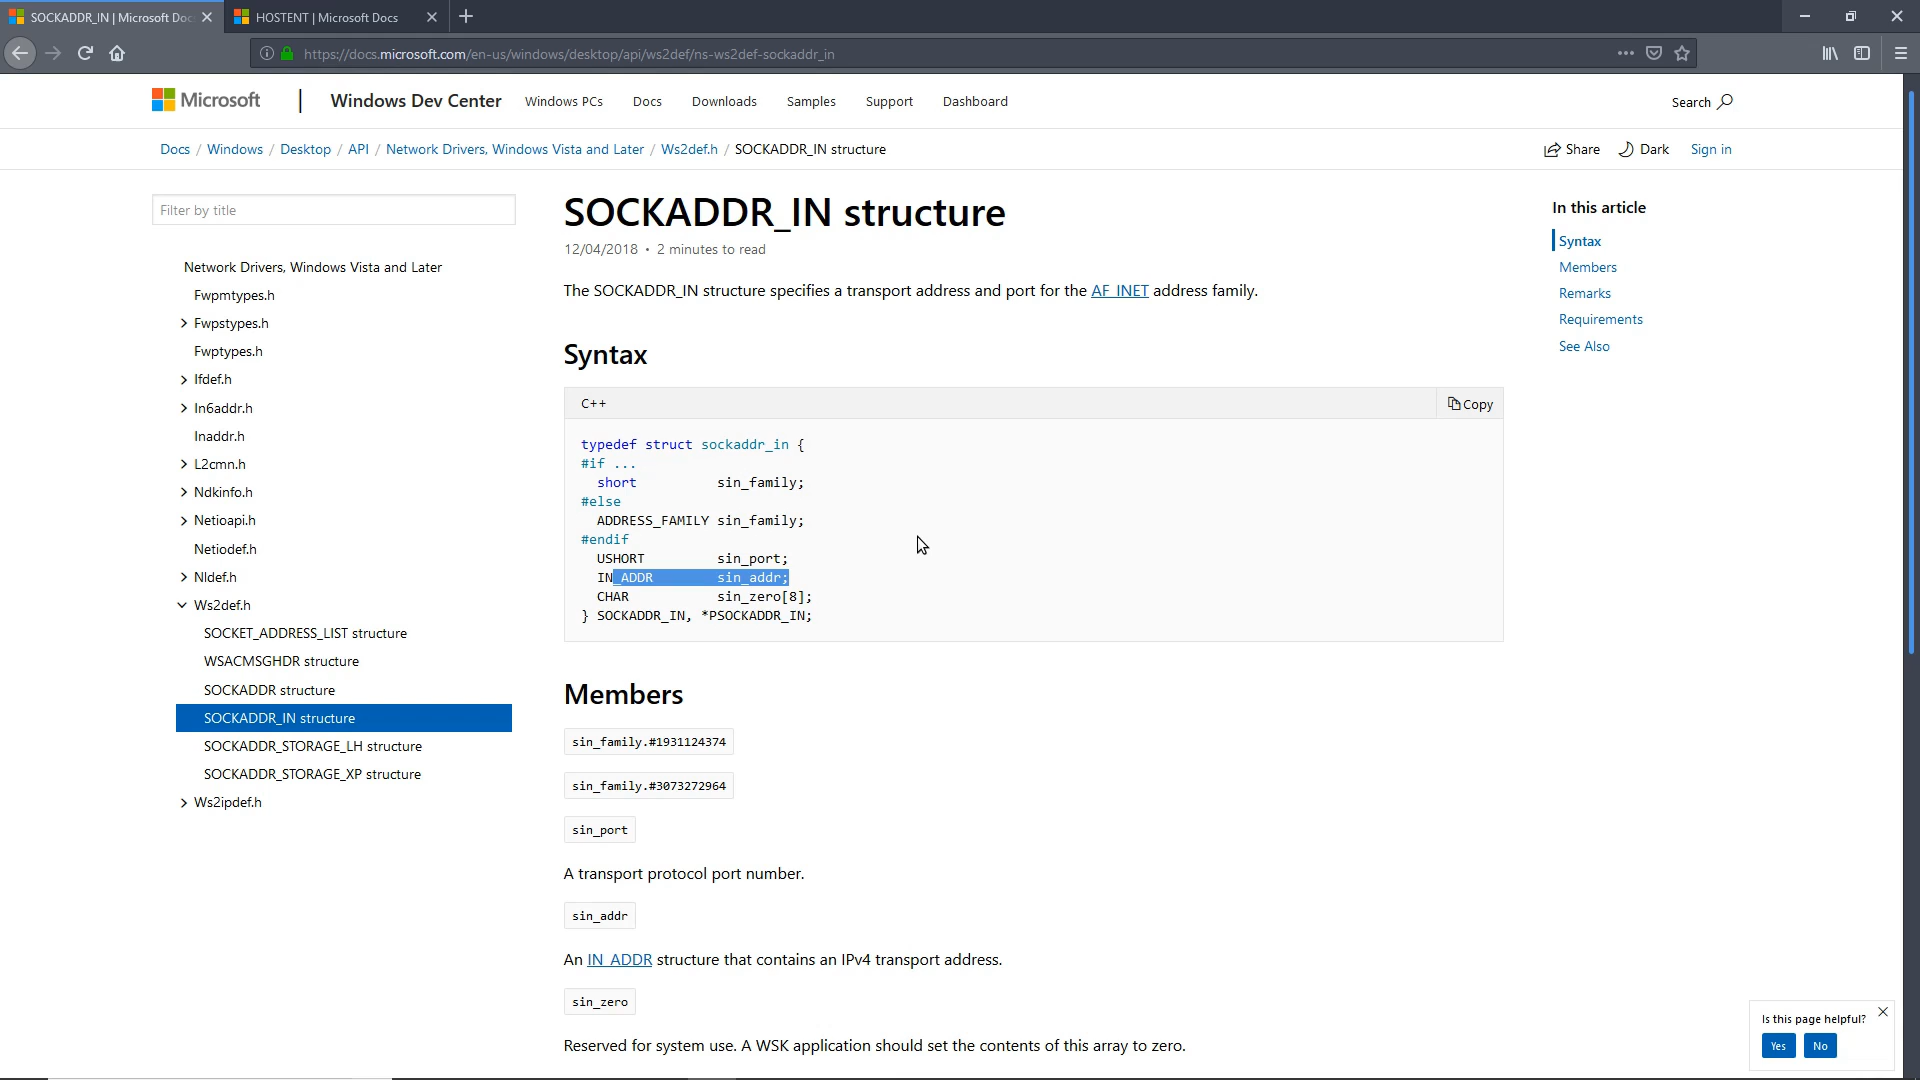 SOCKADDR_IN | Microsoft Doc
HOSTENT | Microsoft Docs
https://docs.microsoft.com/en-us/windows/desktop/api/ws2def/ns-ws2def-sockaddr_in
Microsoft
Windows Dev Center
Windows PCs
Docs
Downloads
Samples
Support
Dashboard
Search
Docs / Windows / Desktop / API / Network Drivers, Windows Vista and Later / Ws2def.h / SOCKADDR_IN structure
Share
Dark
Sign in
Filter by title
Network Drivers, Windows Vista and Later
Fwpmtypes.h
Fwpstypes.h
Fwptypes.h
Ifdef.h
In6addr.h
Inaddr.h
L2cmn.h
Ndkinfo.h
Netioapi.h
Netiodef.h
Nldef.h
Ws2def.h
SOCKET_ADDRESS_LIST structure
WSACMSGHDR structure
SOCKADDR structure
SOCKADDR_IN structure
SOCKADDR_STORAGE_LH structure
SOCKADDR_STORAGE_XP structure
Ws2ipdef.h
SOCKADDR_IN structure
12/04/2018 • 2 minutes to read
The SOCKADDR_IN structure specifies a transport address and port for the AF_INET address family.
Syntax
C++
Copy
typedef struct sockaddr_in {
#if ...
short sin_family;
#else
ADDRESS_FAMILY sin_family;
#endif
USHORT sin_port;
IN_ADDR sin_addr;
CHAR sin_zero[8];
} SOCKADDR_IN, *PSOCKADDR_IN;
Members
sin_family.#1931124374
sin_family.#3073272964
sin_port
A transport protocol port number.
sin_addr
An IN_ADDR structure that contains an IPv4 transport address.
sin_zero
Reserved for system use. A WSK application should set the contents of this array to zero.
In this article
Syntax
Members
Remarks
Requirements
See Also
Is this page helpful?
Yes
No